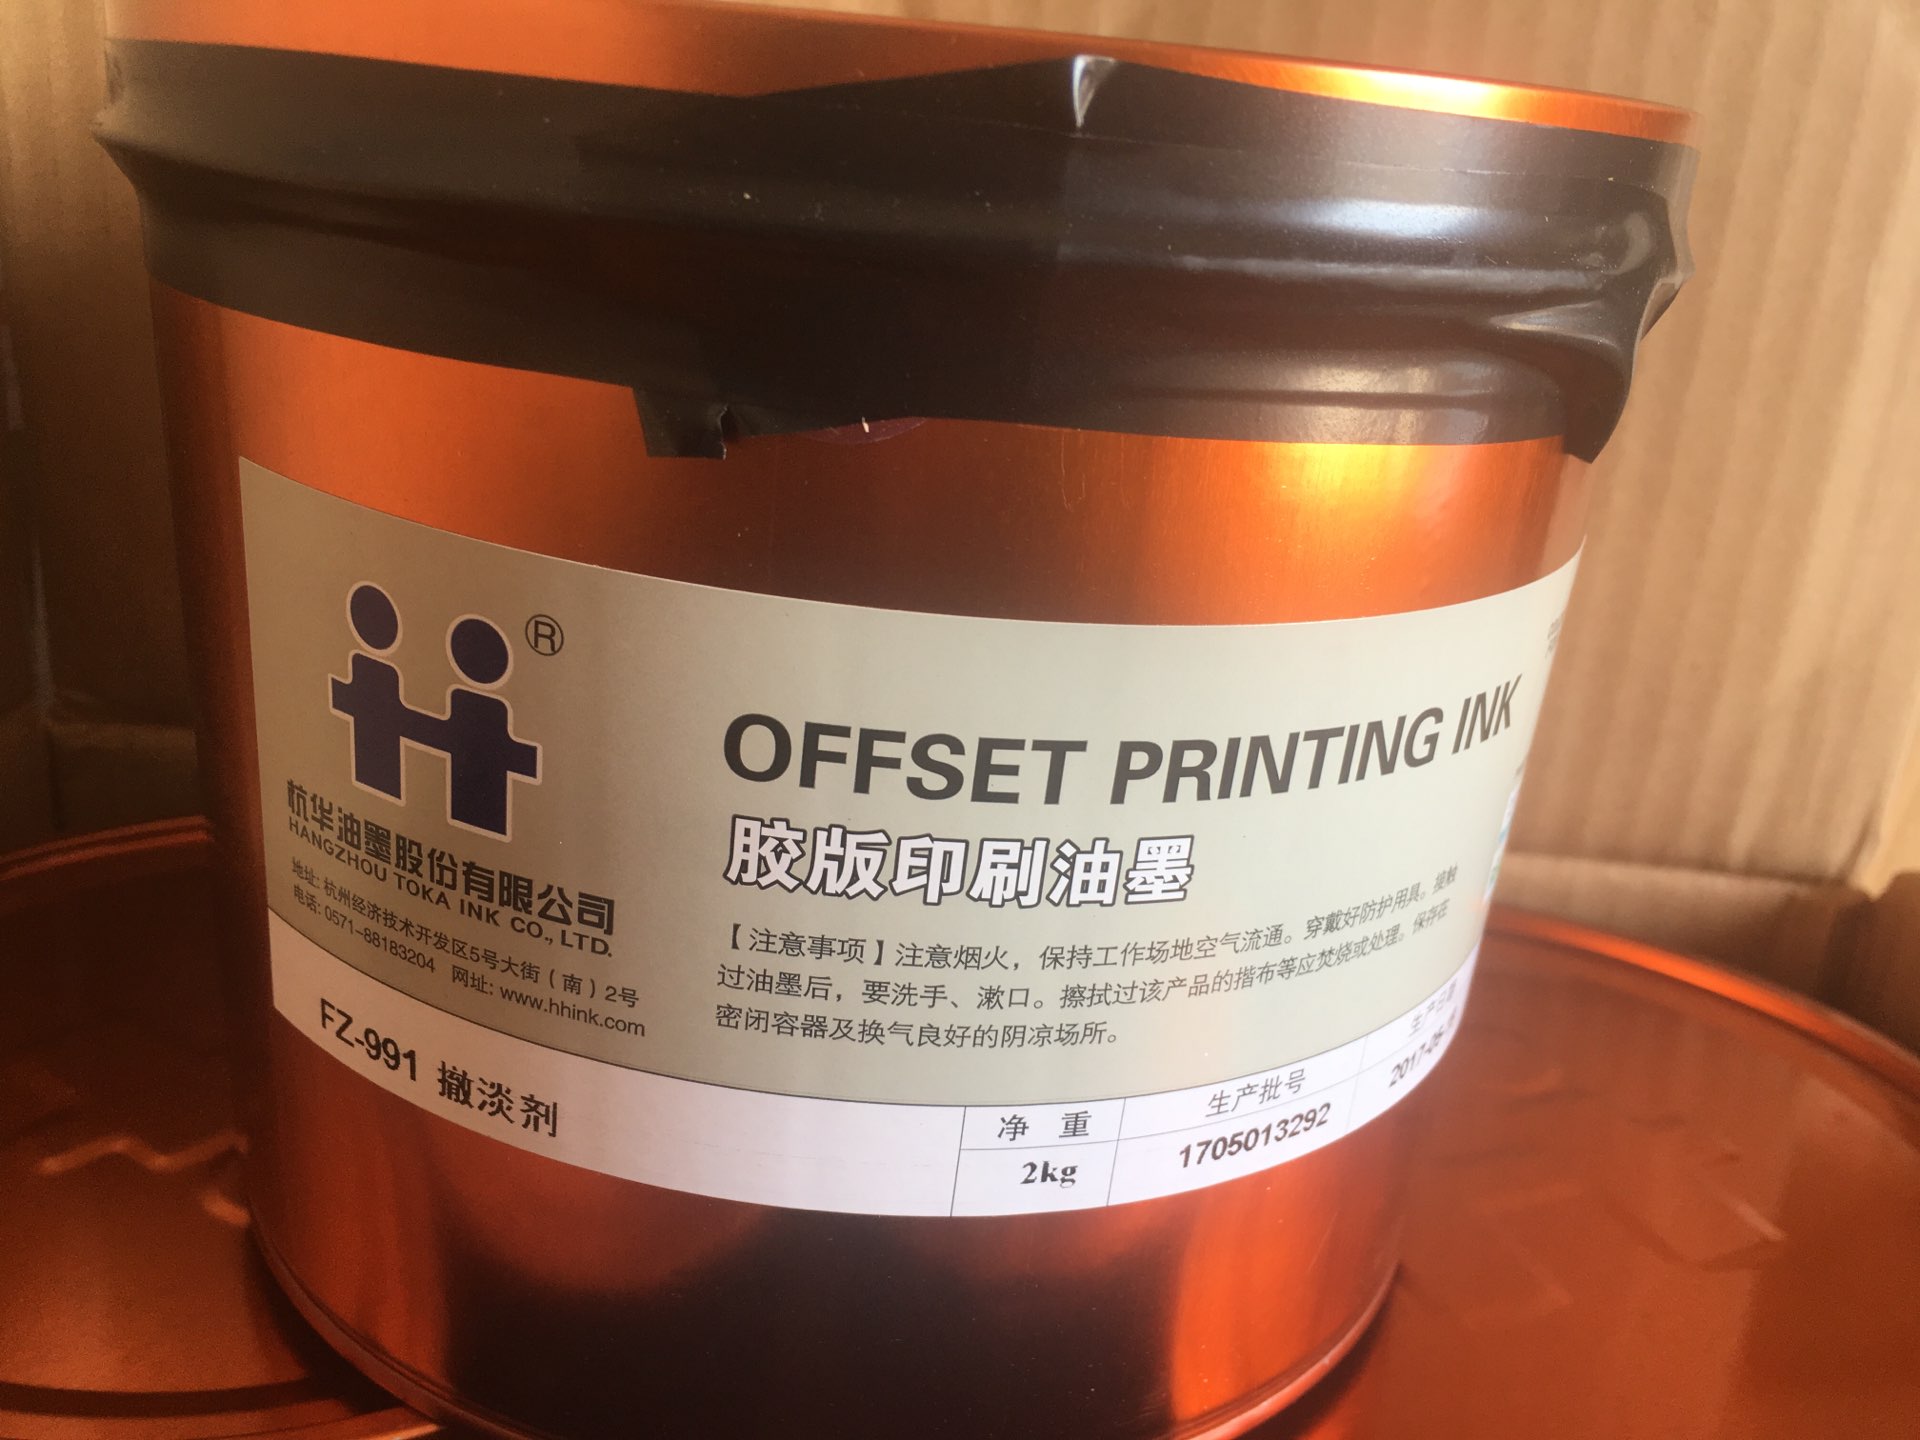 ®
杭华油墨股份有限公司
HANGZHOU TOKA INK CO., LTD.
地址: 杭州经济技术开发区5号大街（南）2号
电话: 0571-88183204 网址: www.hhink.com
OFFSET PRINTING INK
胶版印刷油墨
【注意事项】注意烟火，保持工作场地空气流通。穿戴好防护用具。接触
过油墨后，要洗手、漱口。擦拭过该产品的揩布等应焚烧或处理。保存在
密闭容器及换气良好的阴凉场所。
FZ-991 撤淡剂
净 重
2kg
生产批号
1705013292
生产日期
2017-05